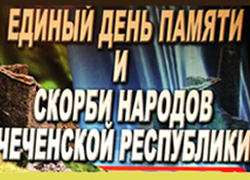 ЕДИНЫЙ ДЕНЬ ПАМЯТИ
И
СКОРБИ НАРОДОВ
ЧЕЧЕНСКОЙ РЕСПУБЛИКИ